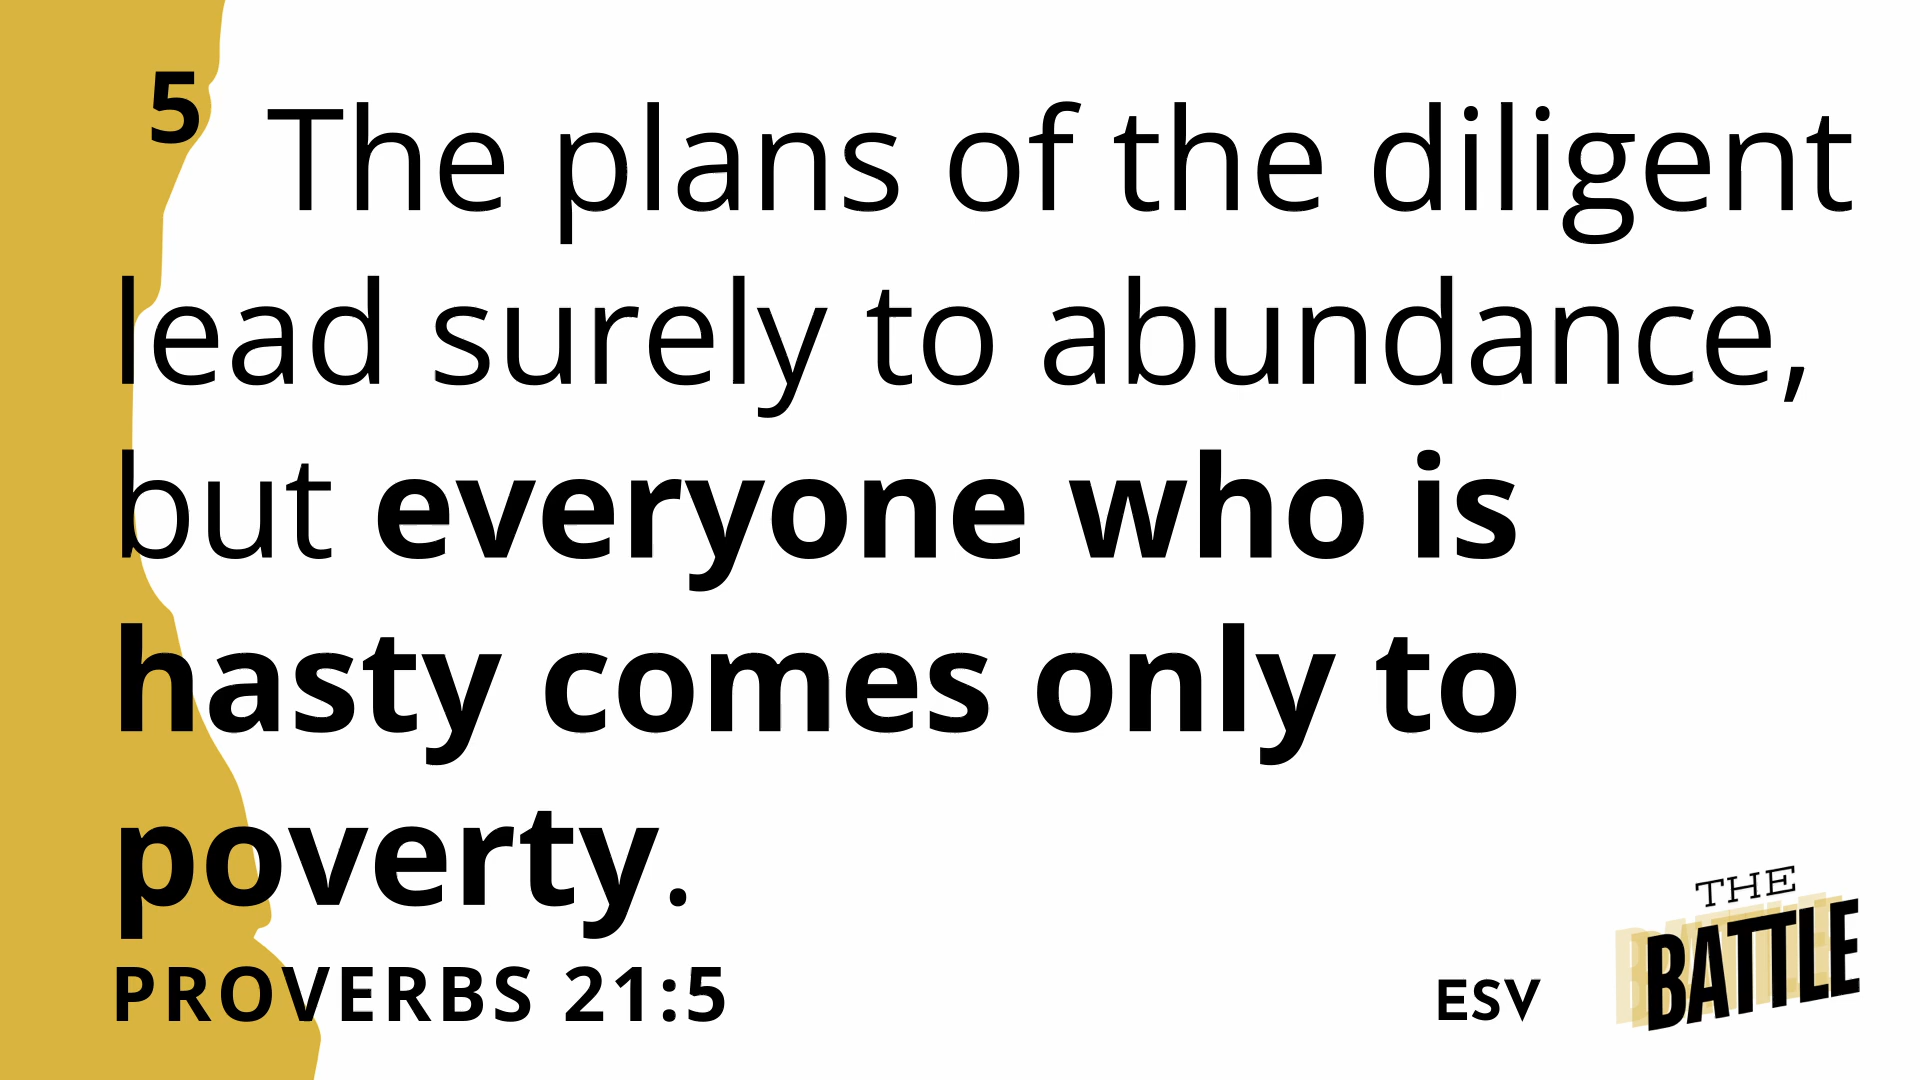 5 The plans of the diligent
lead surely to abundance,
but everyone who is
hasty comes only to
poverty.
PROVERBS 21:5
ESV
THE
BATTLE